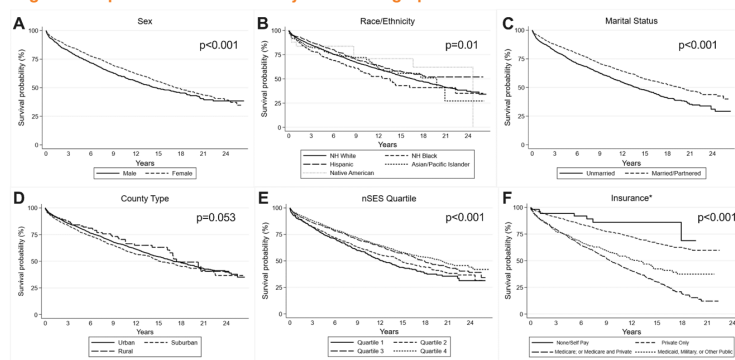 A
Sex
p<0.001
Survival probability (%)
100
75
50
25
0
0 3 6 9 12 15 18 21 24 27
Years
Male Female
B
Race/Ethnicity
p=0.01
Survival probability (%)
100
75
50
25
0
0 3 6 9 12 15 18 21 24 27
Years
NH White NH Black
Hispanic Asian/Pacific Islander
Native American
C
Marital Status
p<0.001
Survival probability (%)
100
75
50
25
0
0 3 6 9 12 15 18 21 24 27
Years
Unmarried Married/Partnered
D
County Type
p=0.053
Survival probability (%)
100
75
50
25
0
0 3 6 9 12 15 18 21 24 27
Years
Urban Suburban
Rural
E
nSES Quartile
p<0.001
Survival probability (%)
100
75
50
25
0
0 3 6 9 12 15 18 21 24 27
Years
Quartile 1 Quartile 2
Quartile 3 Quartile 4
F
Insurance*
p<0.001
Survival probability (%)
100
75
50
25
0
0 3 6 9 12 15 18 21 24 27
Years
None/Self Pay Private Only
Medicare, or Medicare and Private Medicaid, Military, or Other Public